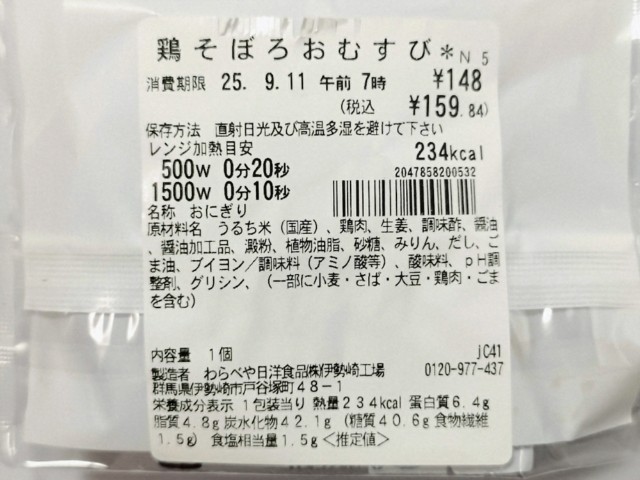 鶏そぼろおむすび* N 5
消費期限 25. 9.11 午前 7時 ¥148
(税込 ¥159.84)
保存方法 直射日光及び高温多湿を避けて下さい
レンジ加熱目安 234kcal
500W 0分20秒 2047858200532
1500W 0分10秒
名称 おにぎり
原材料名 うるち米(国産)、鶏肉、生姜、調味酢、醤油
、醤油加工品、澱粉、植物油脂、砂糖、みりん、だし、ご
ま油、ブイヨン/調味料(アミノ酸等)、酸味料、pH調
整剤、グリシン、(一部に小麦・さば・大豆・鶏肉・ごま
を含む)
内容量 1個 jC41
製造者 わらべや日洋食品㈱伊勢崎工場 0120-977-437
群馬県伊勢崎市戸谷塚町48-1
栄養成分表示 1包装当り 熱量234kcal 蛋白質6.4g
脂質4.8g 炭水化物42.1g (糖質40.6g 食物繊維
1.5g) 食塩相当量1.5g<推定値>